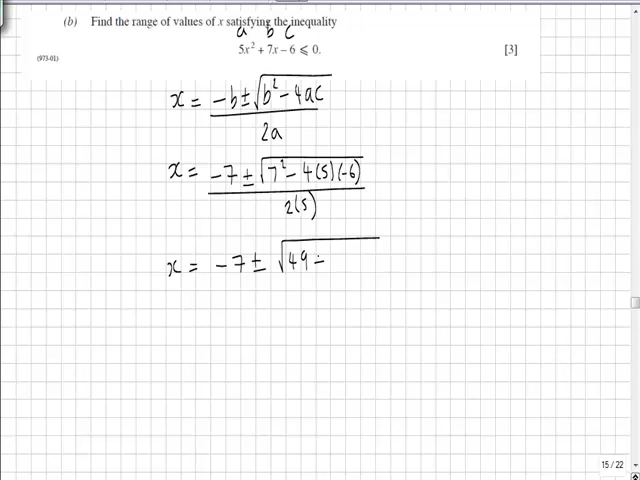 (b) Find the range of values of x satisfying the inequality
a b c
5x² + 7x – 6 ⩽ 0. [3]
(973-01)
x = -b ± √(b² - 4ac) / 2a
x = -7 ± √(7² - 4(5)(-6)) / 2(5)
x = -7 ± √(49 -
15 / 22